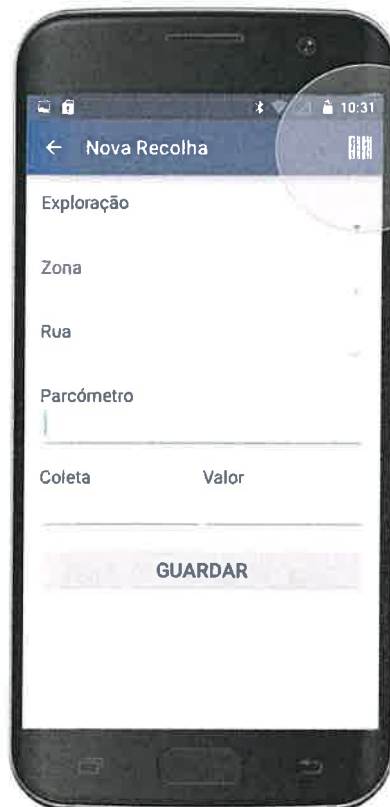 10:31
Nova Recolha
Exploração
Zona
Rua
Parcómetro
Coleta Valor
GUARDAR